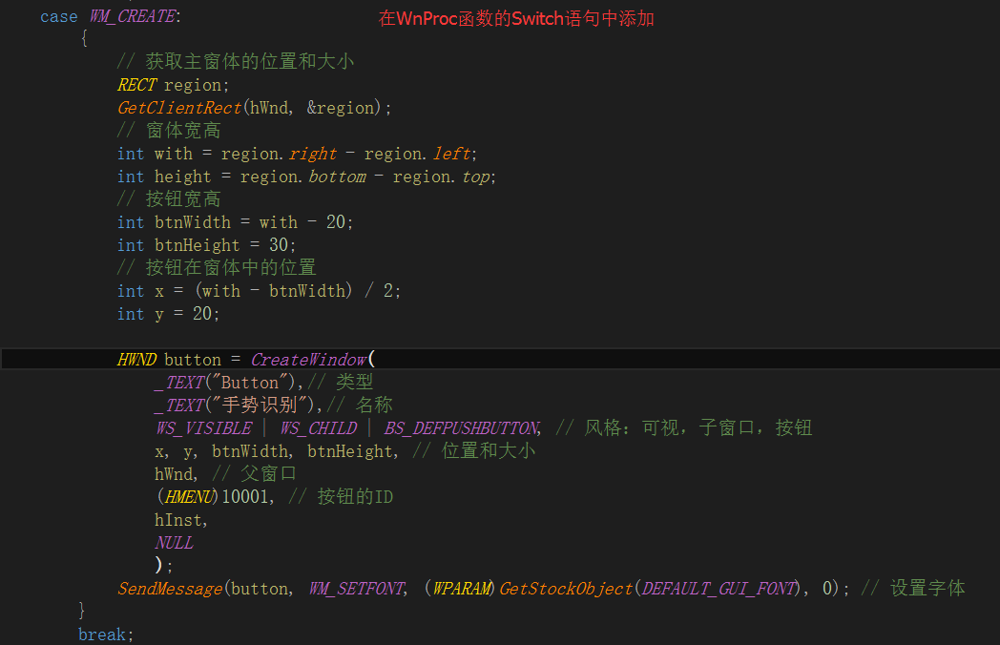 case WM_CREATE:
在WnProc函数的Switch语句中添加
{
// 获取主窗体的位置和大小
RECT region;
GetClientRect(hWnd, &region);
// 窗体宽高
int with = region.right - region.left;
int height = region.bottom - region.top;
// 按钮宽高
int btnWidth = with - 20;
int btnHeight = 30;
// 按钮在窗体中的位置
int x = (with - btnWidth) / 2;
int y = 20;
HWND button = CreateWindow(
_TEXT("Button"),// 类型
_TEXT("手势识别"),// 名称
WS_VISIBLE | WS_CHILD | BS_DEFPUSHBUTTON, // 风格: 可视, 子窗口, 按钮
x, y, btnWidth, btnHeight, // 位置和大小
hWnd, // 父窗口
(HMENU)10001, // 按钮的ID
hInst,
NULL
);
SendMessage(button, WM_SETFONT, (WPARAM)GetStockObject(DEFAULT_GUI_FONT), 0); // 设置字体
}
break;